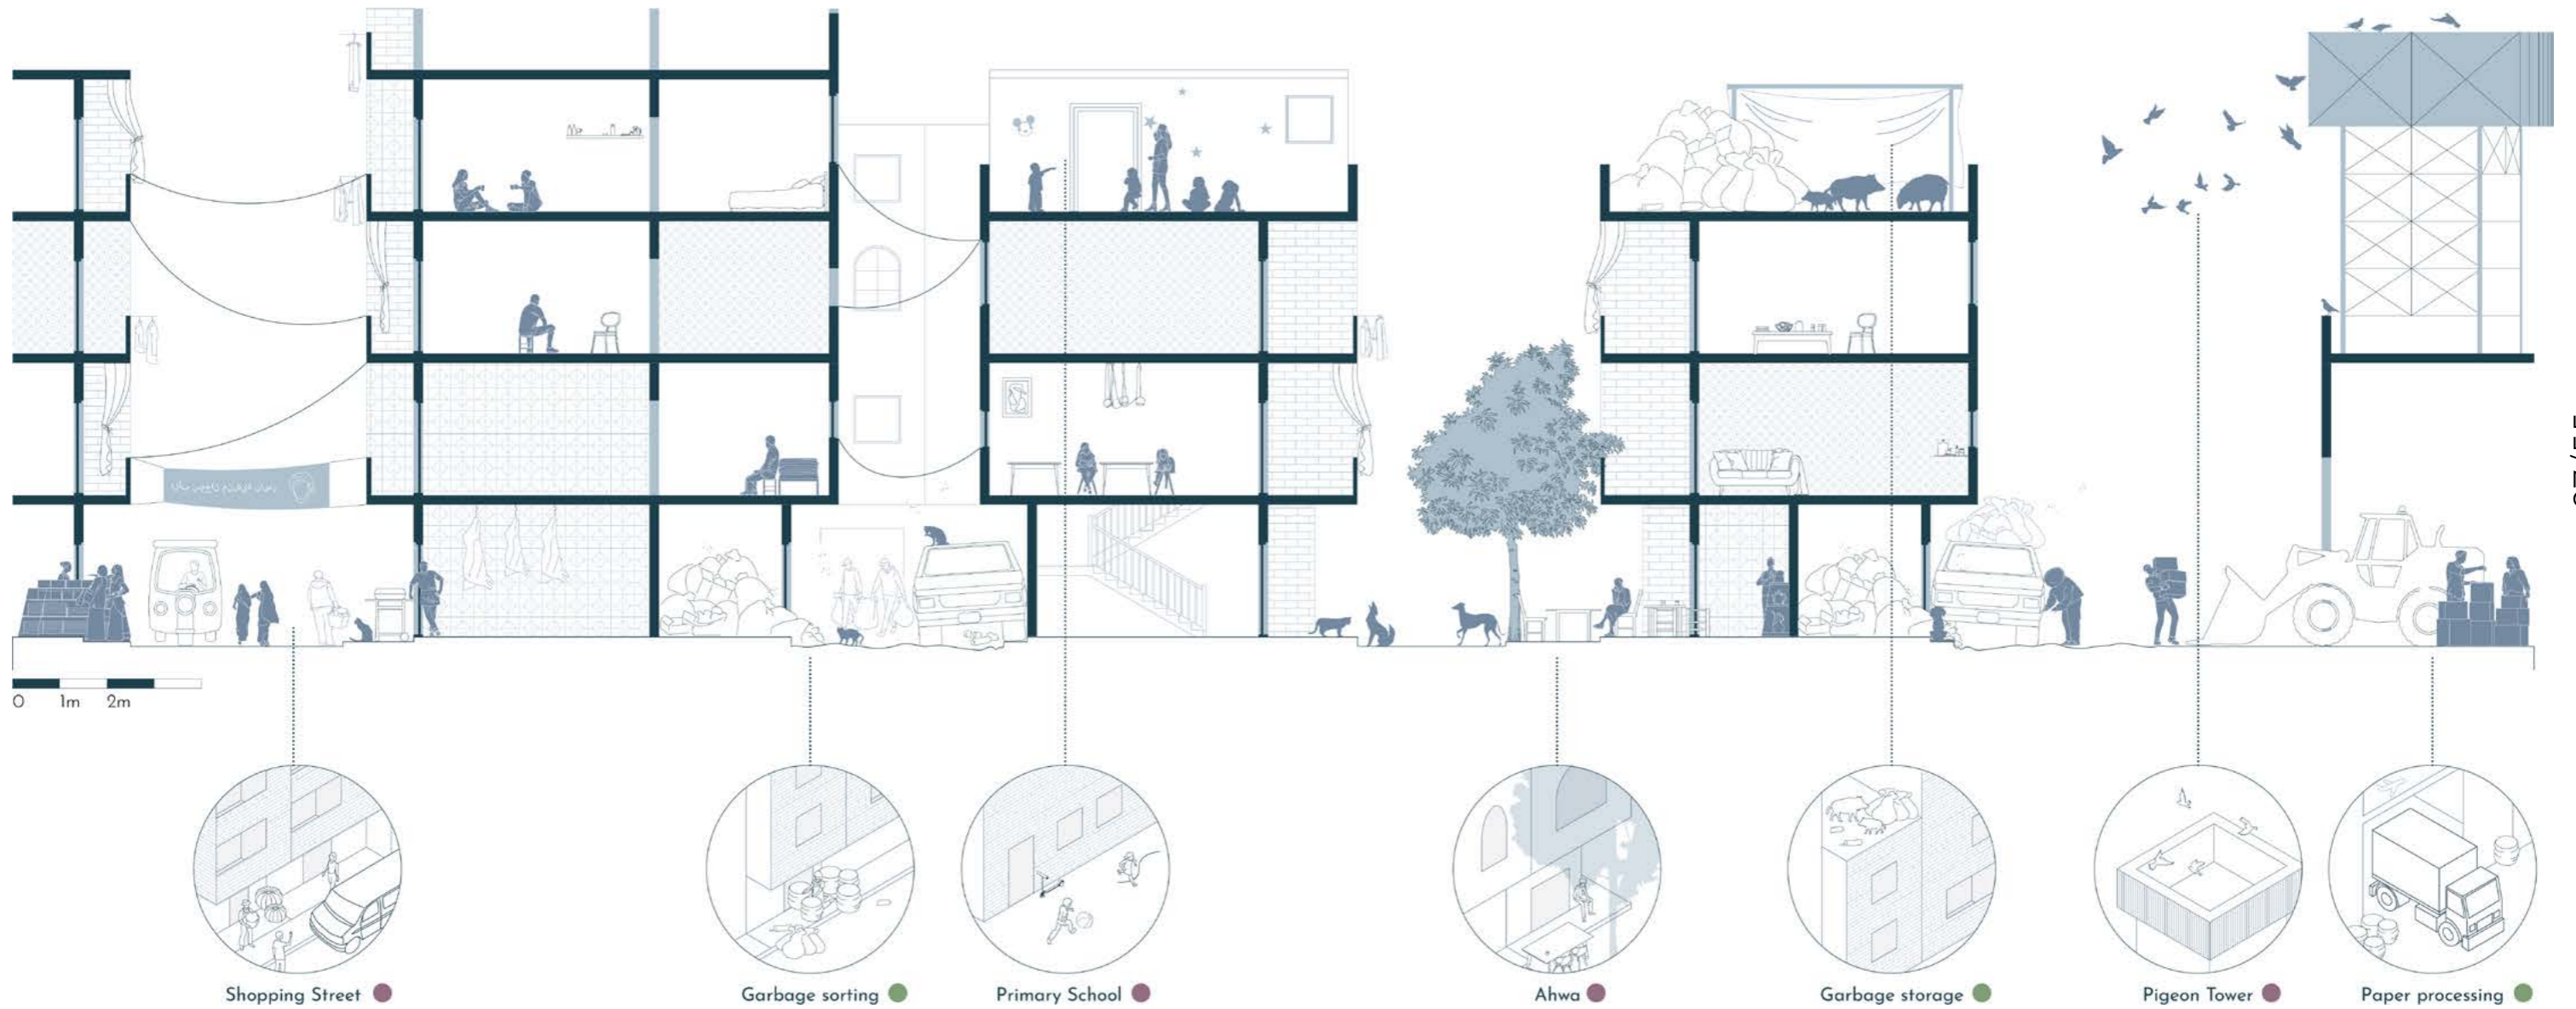 0 1m 2m
Shopping Street
Garbage sorting
Primary School
Ahwa
Garbage storage
Pigeon Tower
Paper processing